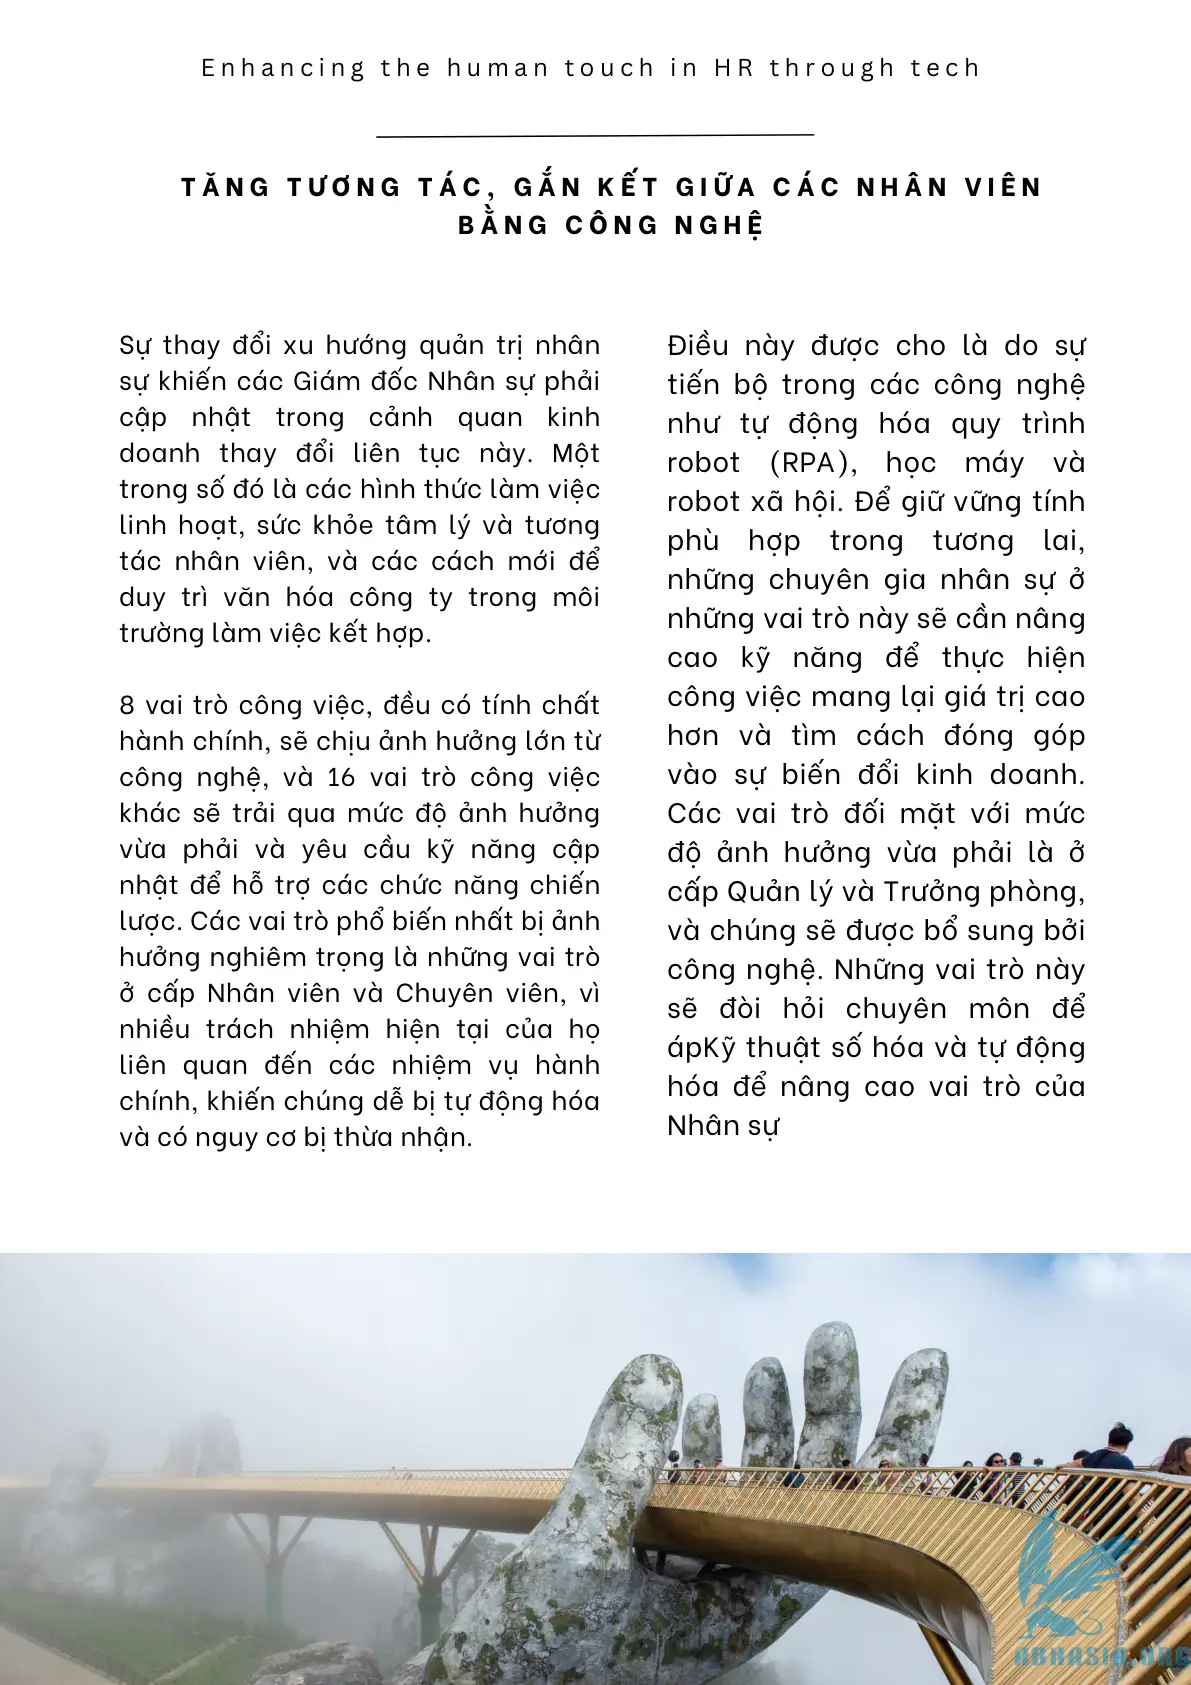 Enhancing the human touch in HR through tech
TĂNG TƯƠNG TÁC, GẮN KẾT GIỮA CÁC NHÂN VIÊN
BẰNG CÔNG NGHỆ
Sự thay đổi xu hướng quản trị nhân
sự khiến các Giám đốc Nhân sự phải
cập nhật trong cảnh quan kinh
doanh thay đổi liên tục này. Một
trong số đó là các hình thức làm việc
linh hoạt, sức khỏe tâm lý và tương
tác nhân viên, và các cách mới để
duy trì văn hóa công ty trong môi
trường làm việc kết hợp.
8 vai trò công việc, đều có tính chất
hành chính, sẽ chịu ảnh hưởng lớn từ
công nghệ, và 16 vai trò công việc
khác sẽ trải qua mức độ ảnh hưởng
vừa phải và yêu cầu kỹ năng cập
nhật để hỗ trợ các chức năng chiến
lược. Các vai trò phổ biến nhất bị ảnh
hưởng nghiêm trọng là những vai trò
ở cấp Nhân viên và Chuyên viên, vì
nhiều trách nhiệm hiện tại của họ
liên quan đến các nhiệm vụ hành
chính, khiến chúng dễ bị tự động hóa
và có nguy cơ bị thừa nhận.
Điều này được cho là do sự
tiến bộ trong các công nghệ
như tự động hóa quy trình
robot (RPA), học máy và
robot xã hội. Để giữ vững tính
phù hợp trong tương lai,
những chuyên gia nhân sự ở
những vai trò này sẽ cần nâng
cao kỹ năng để thực hiện
công việc mang lại giá trị cao
hơn và tìm cách đóng góp
vào sự biến đổi kinh doanh.
Các vai trò đối mặt với mức
độ ảnh hưởng vừa phải là ở
cấp Quản lý và Trưởng phòng,
và chúng sẽ được bổ sung bởi
công nghệ. Những vai trò này
sẽ đòi hỏi chuyên môn để
ápKỹ thuật số hóa và tự động
hóa để nâng cao vai trò của
Nhân sự
ABHASIA.ORG